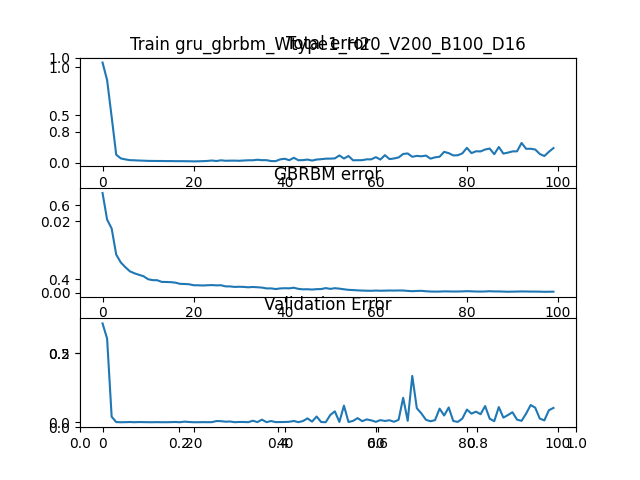 Train gru_gbrbm_Wtype1_H20_V200_B100_D16
Total error
1.0
1.0
0.5
0.8
0.0
0 20 40 60 80 100
GBRBM error
0.6
0.02
0.4
0.00
0 20 40 60 80 100
Validation Error
0.5
0.2
0.0
0.0
0.0 0 0.2 20 0.4 40 0.6 60 0.8 80 1.0 100